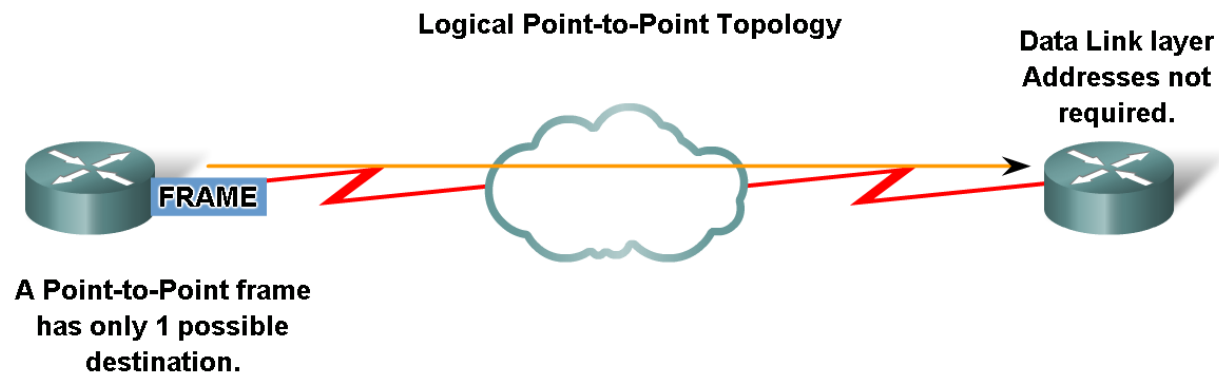 Logical Point-to-Point Topology
Data Link layer
Addresses not
required.
FRAME
A Point-to-Point frame
has only 1 possible
destination.